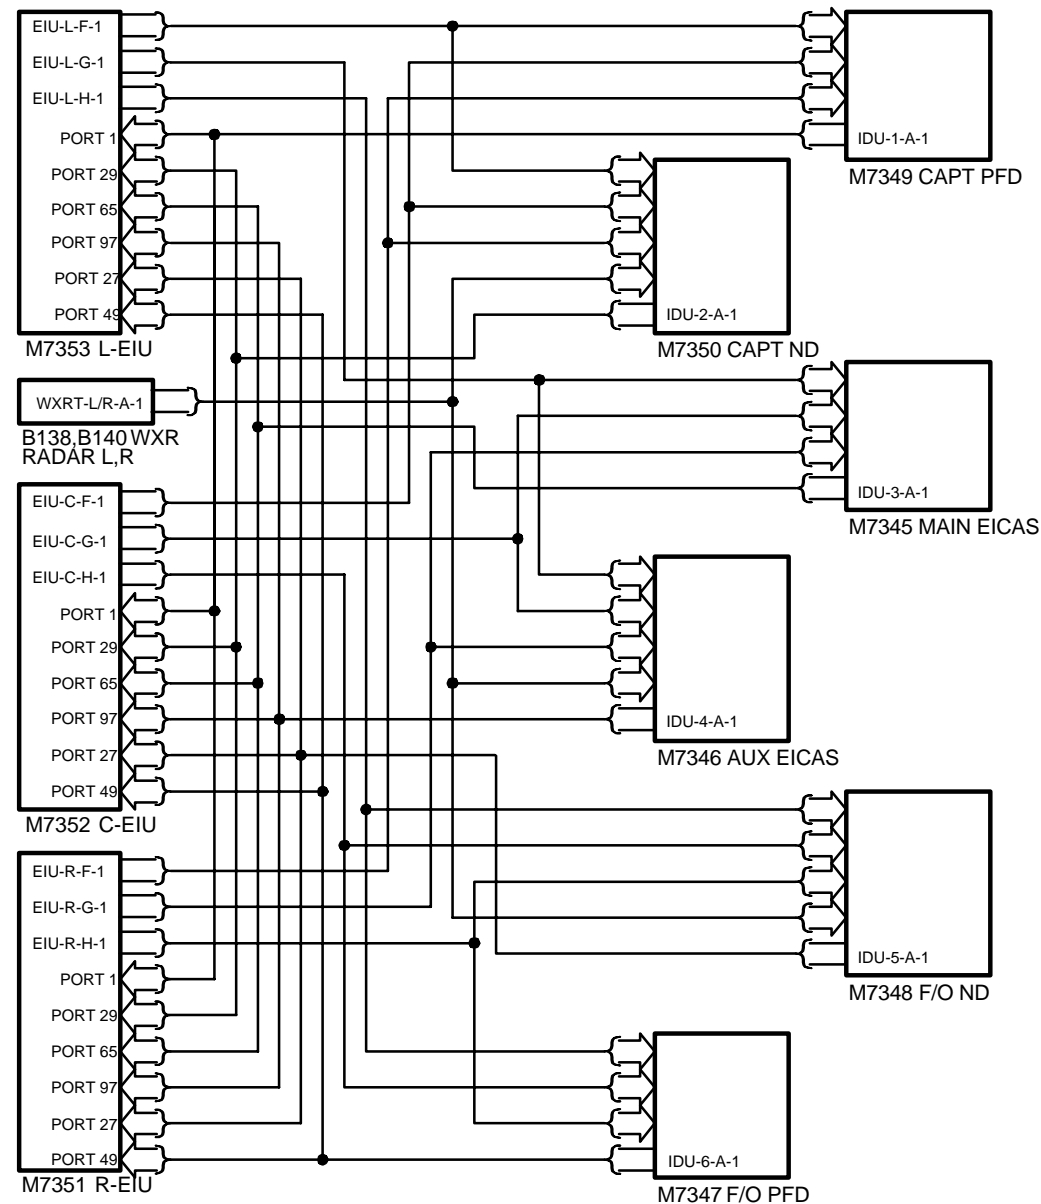 EIU-L-F-1
EIU-L-G-1
EIU-L-H-1
PORT 1
PORT 29
PORT 65
PORT 97
PORT 27
PORT 49
M7353 L-EIU
WXRT-L/R-A-1
B138,B140 WXR
RADAR L,R
EIU-C-F-1
EIU-C-G-1
EIU-C-H-1
PORT 1
PORT 29
PORT 65
PORT 97
PORT 27
PORT 49
M7352 C-EIU
EIU-R-F-1
EIU-R-G-1
EIU-R-H-1
PORT 1
PORT 29
PORT 65
PORT 97
PORT 27
PORT 49
M7351 R-EIU
IDU-1-A-1
M7349 CAPT PFD
IDU-2-A-1
M7350 CAPT ND
IDU-3-A-1
M7345 MAIN EICAS
IDU-4-A-1
M7346 AUX EICAS
IDU-5-A-1
M7348 F/O ND
IDU-6-A-1
M7347 F/O PFD